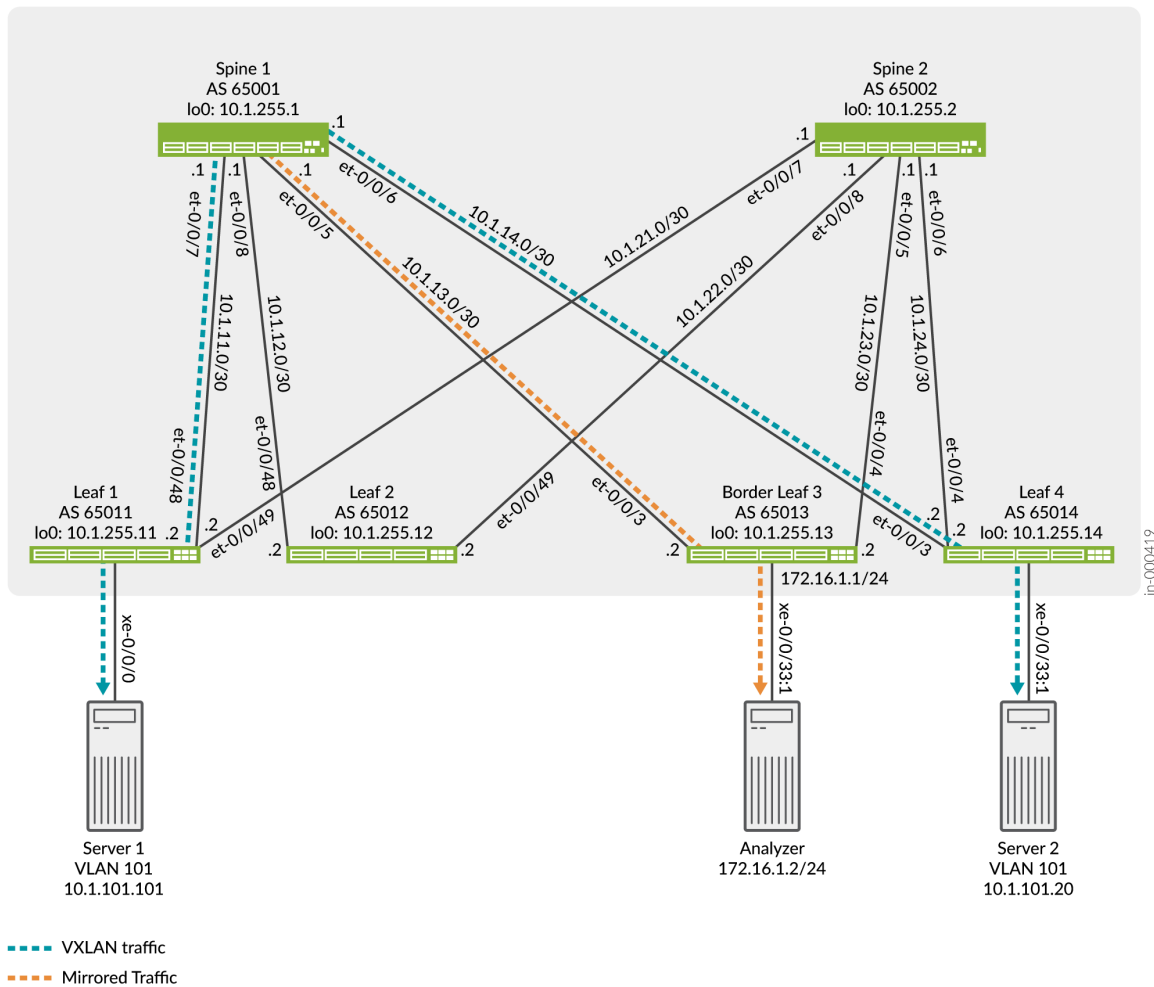 Spine 1
AS 65001
lo0: 10.1.255.1
Spine 2
AS 65002
lo0: 10.1.255.2
.1
.1
.1
.1
.1
.1
.1
.1
et-0/0/7
et-0/0/8
et-0/0/5
et-0/0/6
et-0/0/7
et-0/0/8
et-0/0/5
et-0/0/6
10.1.11.0/30
10.1.12.0/30
10.1.13.0/30
10.1.14.0/30
10.1.21.0/30
10.1.22.0/30
10.1.23.0/30
10.1.24.0/30
et-0/0/48
et-0/0/48
et-0/0/49
et-0/0/49
et-0/0/3
et-0/0/4
et-0/0/3
et-0/0/4
Leaf 1
AS 65011
lo0: 10.1.255.11
.2
.2
Leaf 2
AS 65012
lo0: 10.1.255.12
.2
.2
Border Leaf 3
AS 65013
lo0: 10.1.255.13
.2
.2
Leaf 4
AS 65014
lo0: 10.1.255.14
.2
.2
172.16.1.1/24
xe-0/0/0
xe-0/0/33:1
xe-0/0/33:1
Server 1
VLAN 101
10.1.101.101
Analyzer
172.16.1.2/24
Server 2
VLAN 101
10.1.101.20
VXLAN traffic
Mirrored Traffic
in-000419